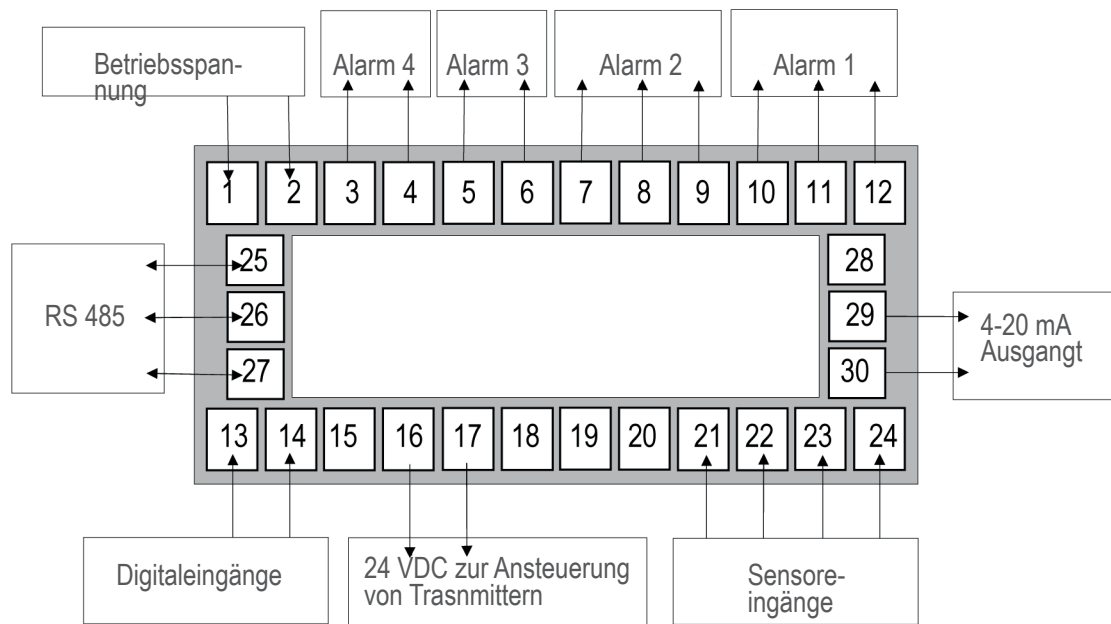 Betriebsspan-
nung
Alarm 4
Alarm 3
Alarm 2
Alarm 1
1 2 3 4 5 6 7 8 9 10 11 12
25 28
RS 485 26 29 4-20 mA
Ausgangt
27 30
13 14 15 16 17 18 19 20 21 22 23 24
Digitaleingänge
24 VDC zur Ansteuerung
von Trasnmittern
Sensore-
ingänge